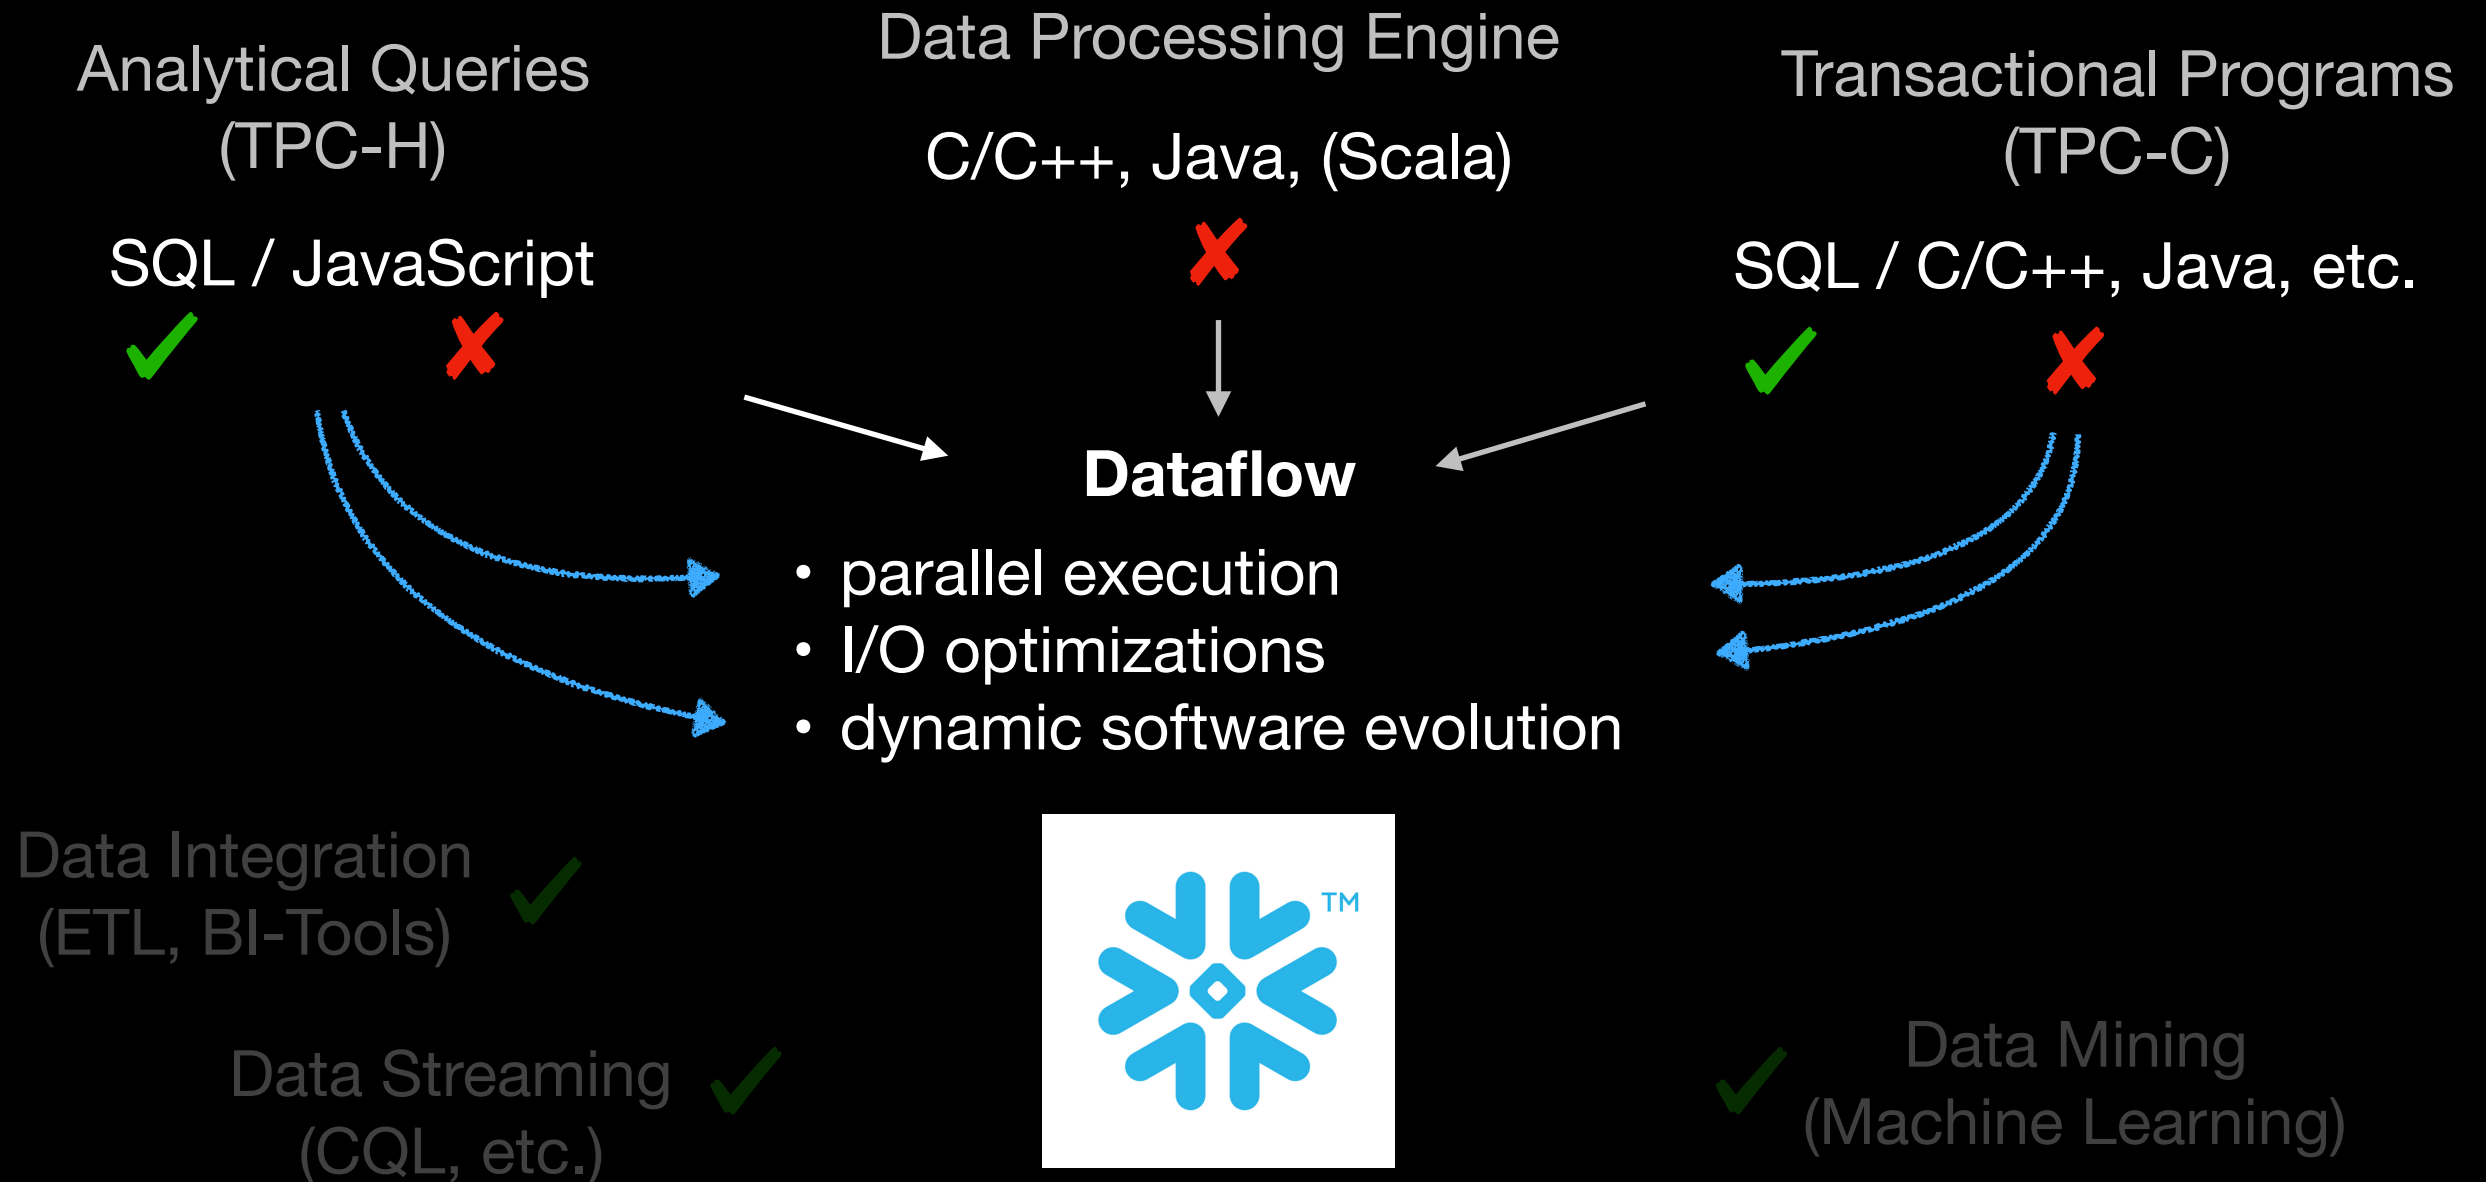 Data Processing Engine
Analytical Queries
(TPC-H)
Transactional Programs
(TPC-C)
C/C++, Java, (Scala)
SQL / JavaScript
SQL / C/C++, Java, etc.
Dataflow
• parallel execution
• I/O optimizations
• dynamic software evolution
Data Integration
(ETL, BI-Tools)
TM
Data Streaming
(CQL, etc.)
Data Mining
(Machine Learning)